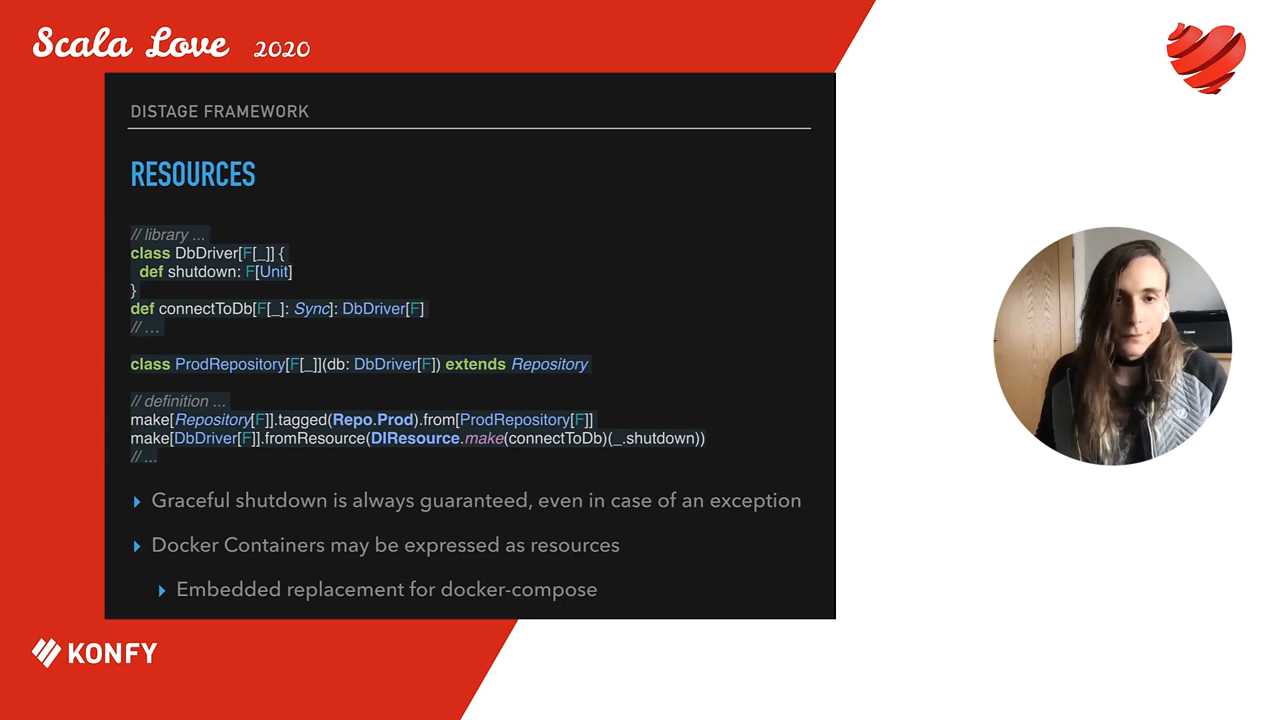 Scala Love 2020
DISTAGE FRAMEWORK
RESOURCES
// library ...
class DbDriver[F[_]] {
def shutdown: F[Unit]
}
def connectToDb[F[_]: Sync]: DbDriver[F]
// ...
class ProdRepository[F[_]](db: DbDriver[F]) extends Repository
// definition ...
make[Repository[F]].tagged(Repo.Prod).from[ProdRepository[F]]
make[DbDriver[F]].fromResource(DIResource.make(connectToDb)(_.shutdown))
// ...
Graceful shutdown is always guaranteed, even in case of an exception
Docker Containers may be expressed as resources
Embedded replacement for docker-compose
KONFY